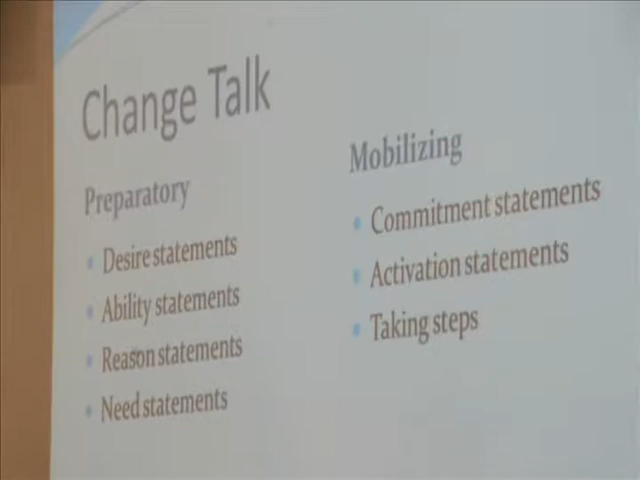 Change Talk
Preparatory
Desire statements
Ability statements
Reason statements
Need statements
Mobilizing
Commitment statements
Activation statements
Taking steps